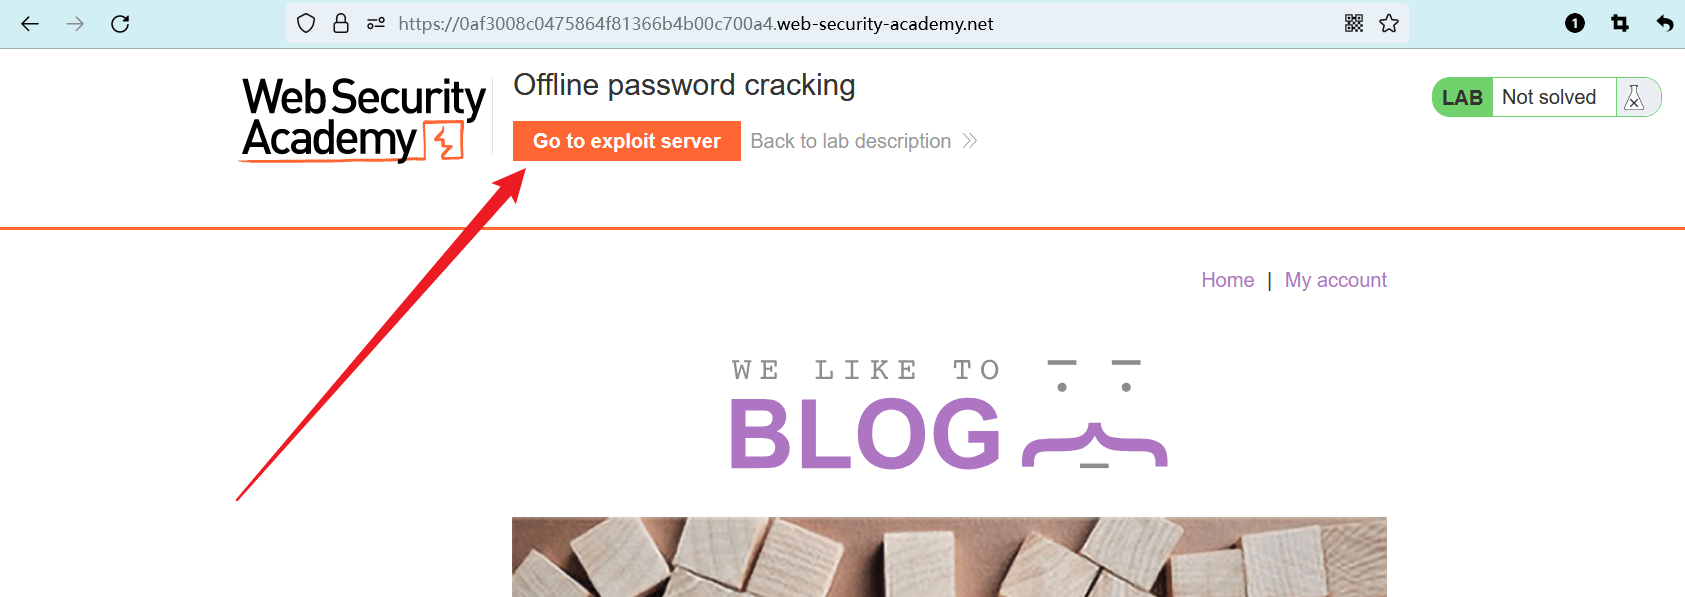 https://0af3008c0475864f81366b4b00c700a4.web-security-academy.net
1
Web Security
Academy
Offline password cracking
Go to exploit server
Back to lab description
LAB Not solved
Home | My account
WE LIKE TO
BLOG